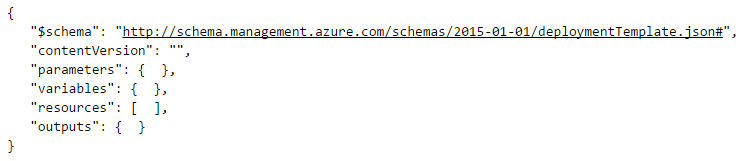 {
"$schema": "http://schema.management.azure.com/schemas/2015-01-01/deploymentTemplate.json#",
"contentVersion": "",
"parameters": {  },
"variables": {  },
"resources": [  ],
"outputs": {  }
}